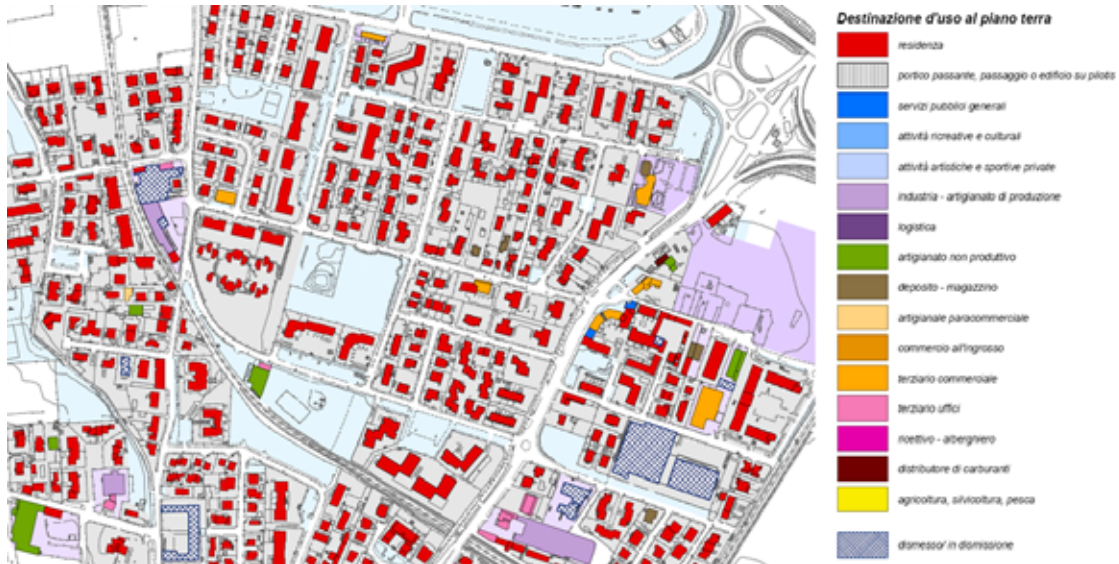 Destinazione d'uso al piano terra
residenza
portico passante, passaggio o edificio su pilotis
servizi pubblici generali
attività ricreative e culturali
attività artistiche e sportive private
industria - artigianato di produzione
logistica
artigianato non produttivo
deposito - magazzino
artigianale paracommerciale
commercio all'ingrosso
terziario commerciale
terziario uffici
ricettivo - alberghiero
distributore di carburanti
agricoltura, silvicoltura, pesca
dismesso/ in dismissione